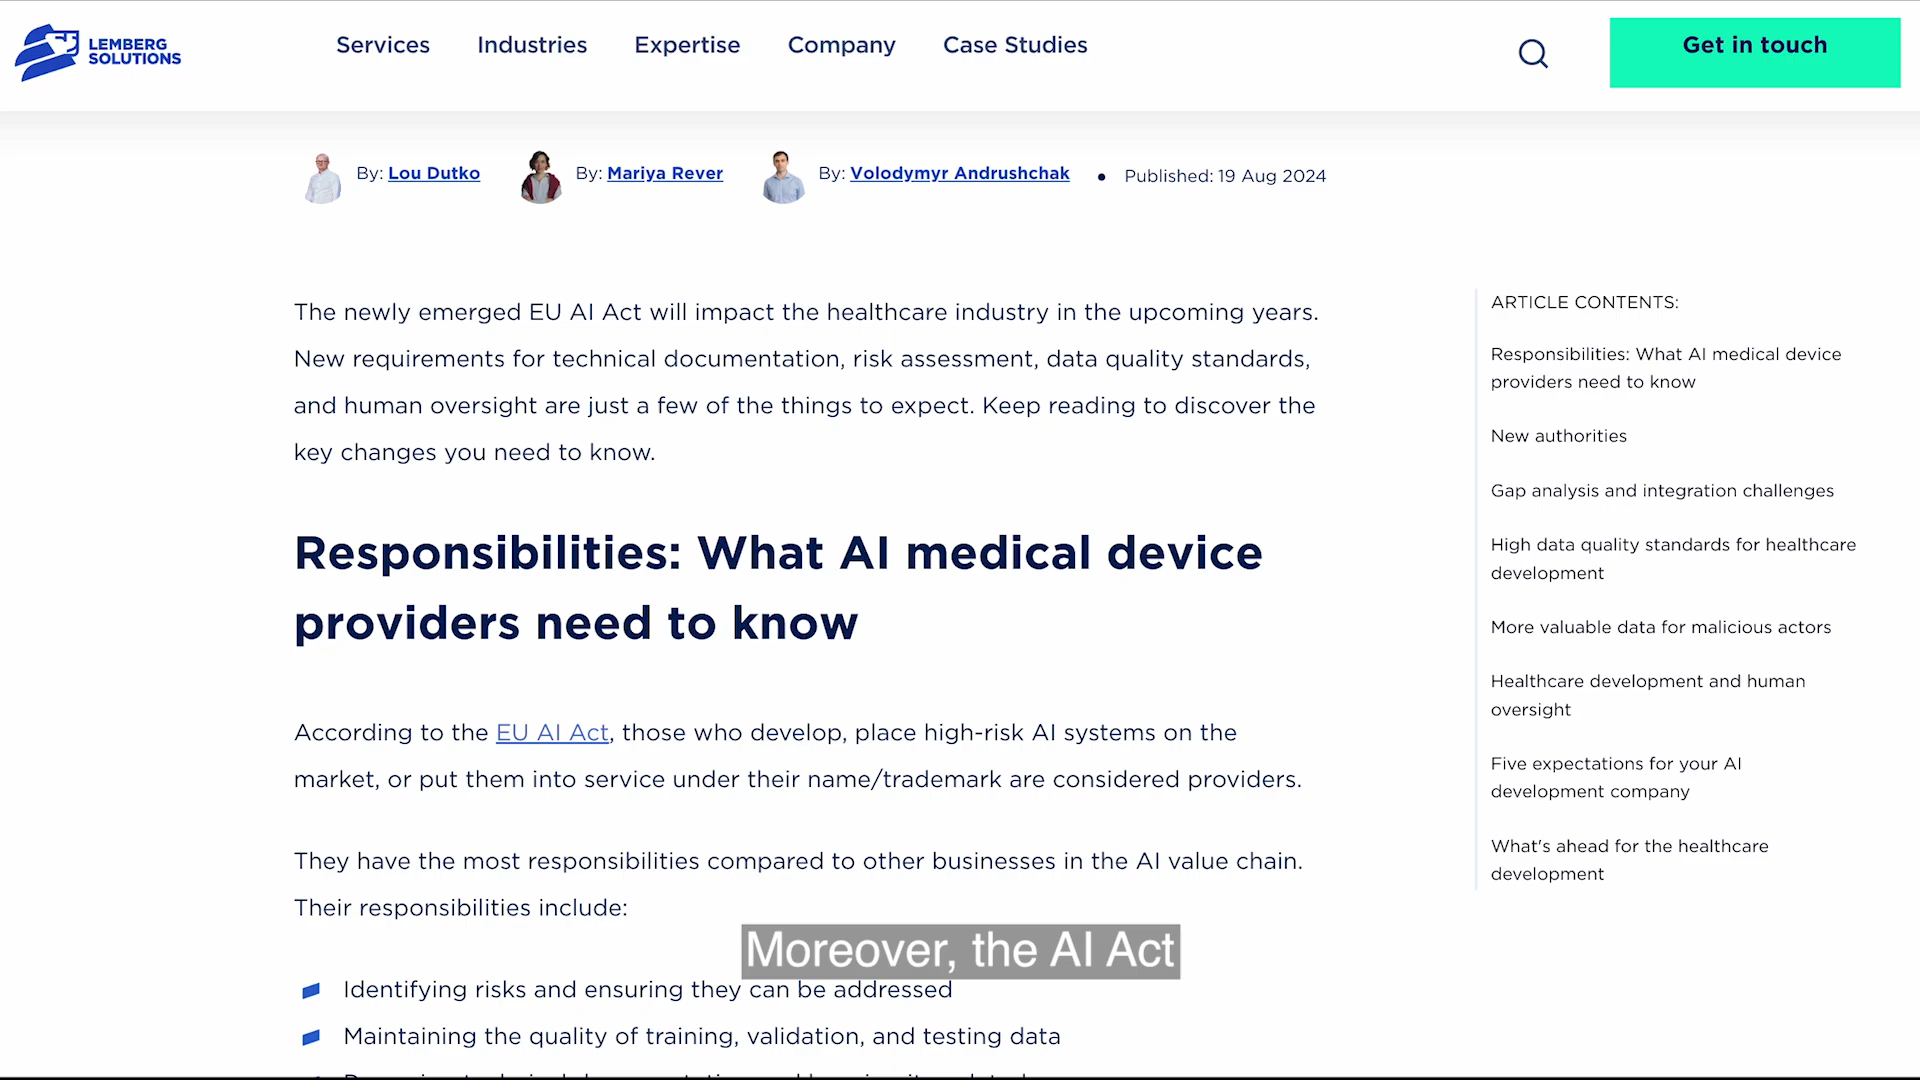 LEMBERG
SOLUTIONS
Services
Industries
Expertise
Company
Case Studies
Get in touch
By: Lou Dutko
By: Mariya Rever
By: Volodymyr Andrushchak
• Published: 19 Aug 2024
The newly emerged EU AI Act will impact the healthcare industry in the upcoming years.
New requirements for technical documentation, risk assessment, data quality standards,
and human oversight are just a few of the things to expect. Keep reading to discover the
key changes you need to know.
Responsibilities: What AI medical device
providers need to know
According to the EU AI Act, those who develop, place high-risk AI systems on the
market, or put them into service under their name/trademark are considered providers.
They have the most responsibilities compared to other businesses in the AI value chain.
Their responsibilities include:
Identifying risks and ensuring they can be addressed
Maintaining the quality of training, validation, and testing data
ARTICLE CONTENTS:
Responsibilities: What AI medical device
providers need to know
New authorities
Gap analysis and integration challenges
High data quality standards for healthcare
development
More valuable data for malicious actors
Healthcare development and human
oversight
Five expectations for your AI
development company
What's ahead for the healthcare
development
Moreover, the AI Act